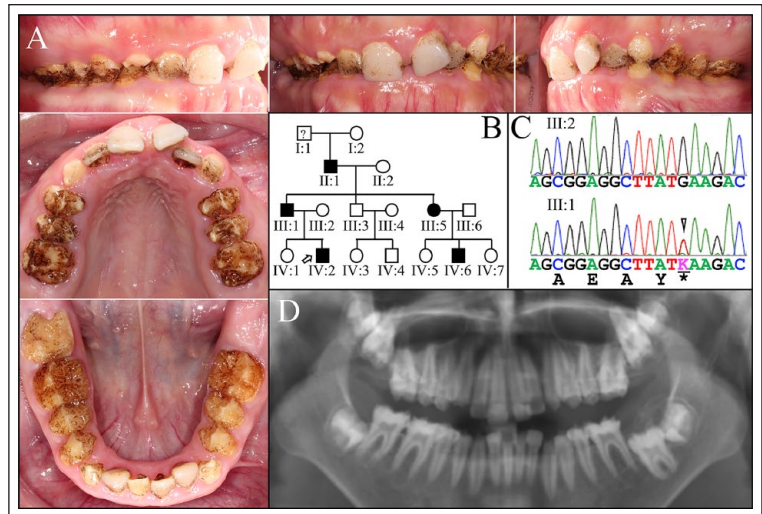 A
B
?
I:1 I:2
II:1 II:2
III:1 III:2 III:3 III:4 III:5 III:6
IV:1 IV:2 IV:3 IV:4 IV:5 IV:6 IV:7
C
III:2
AGCGGAGGCTTATGAAGAC
III:1
AGCGGAGGCTTATKAAGAC
A E A Y *
D